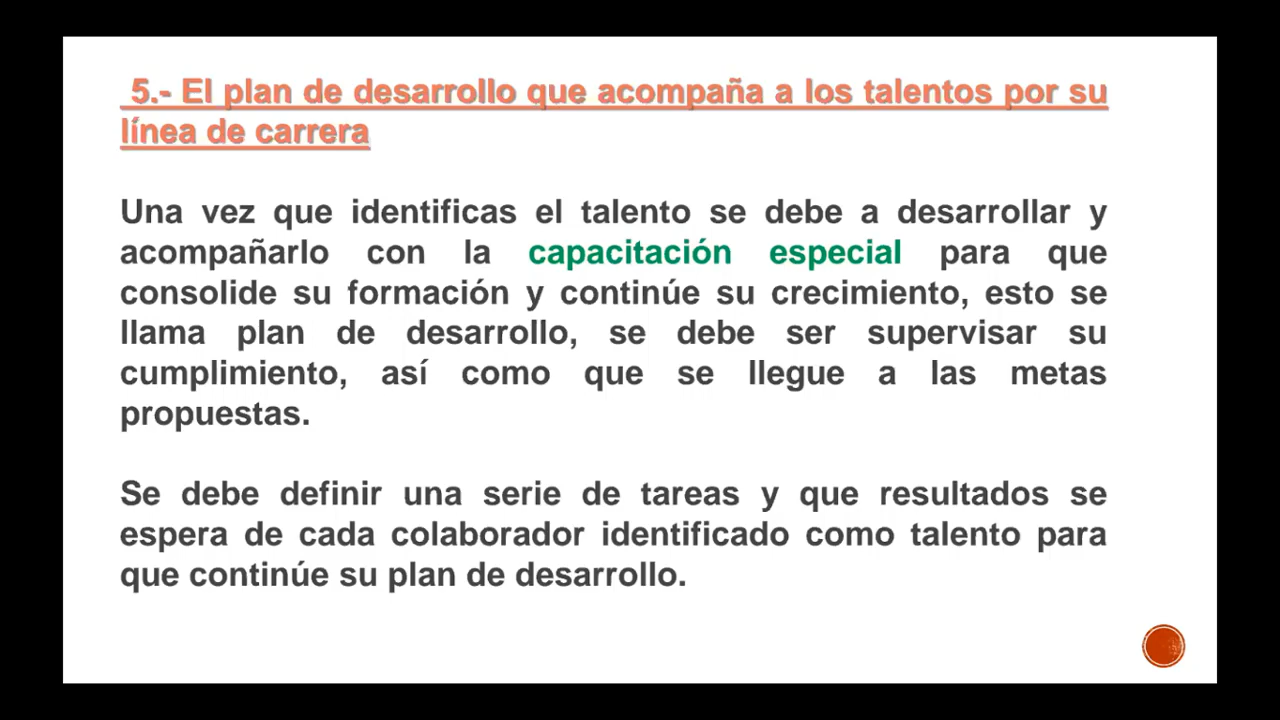 5.- El plan de desarrollo que acompaña a los talentos por su
línea de carrera
Una vez que identificas el talento se debe a desarrollar y
acompañarlo con la capacitación especial para que
consolide su formación y continúe su crecimiento, esto se
llama plan de desarrollo, se debe ser supervisar su
cumplimiento, así como que se llegue a las metas
propuestas.
Se debe definir una serie de tareas y que resultados se
espera de cada colaborador identificado como talento para
que continúe su plan de desarrollo.